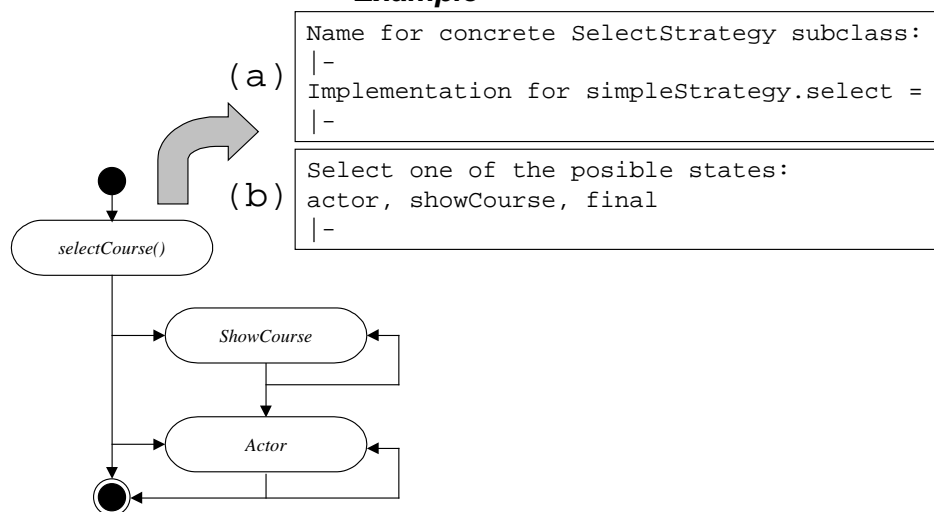 Example
(a)
Name for concrete SelectStrategy subclass:
|-
Implementation for simpleStrategy.select =
|-
(b)
Select one of the posible states:
actor, showCourse, final
|-
selectCourse()
ShowCourse
Actor